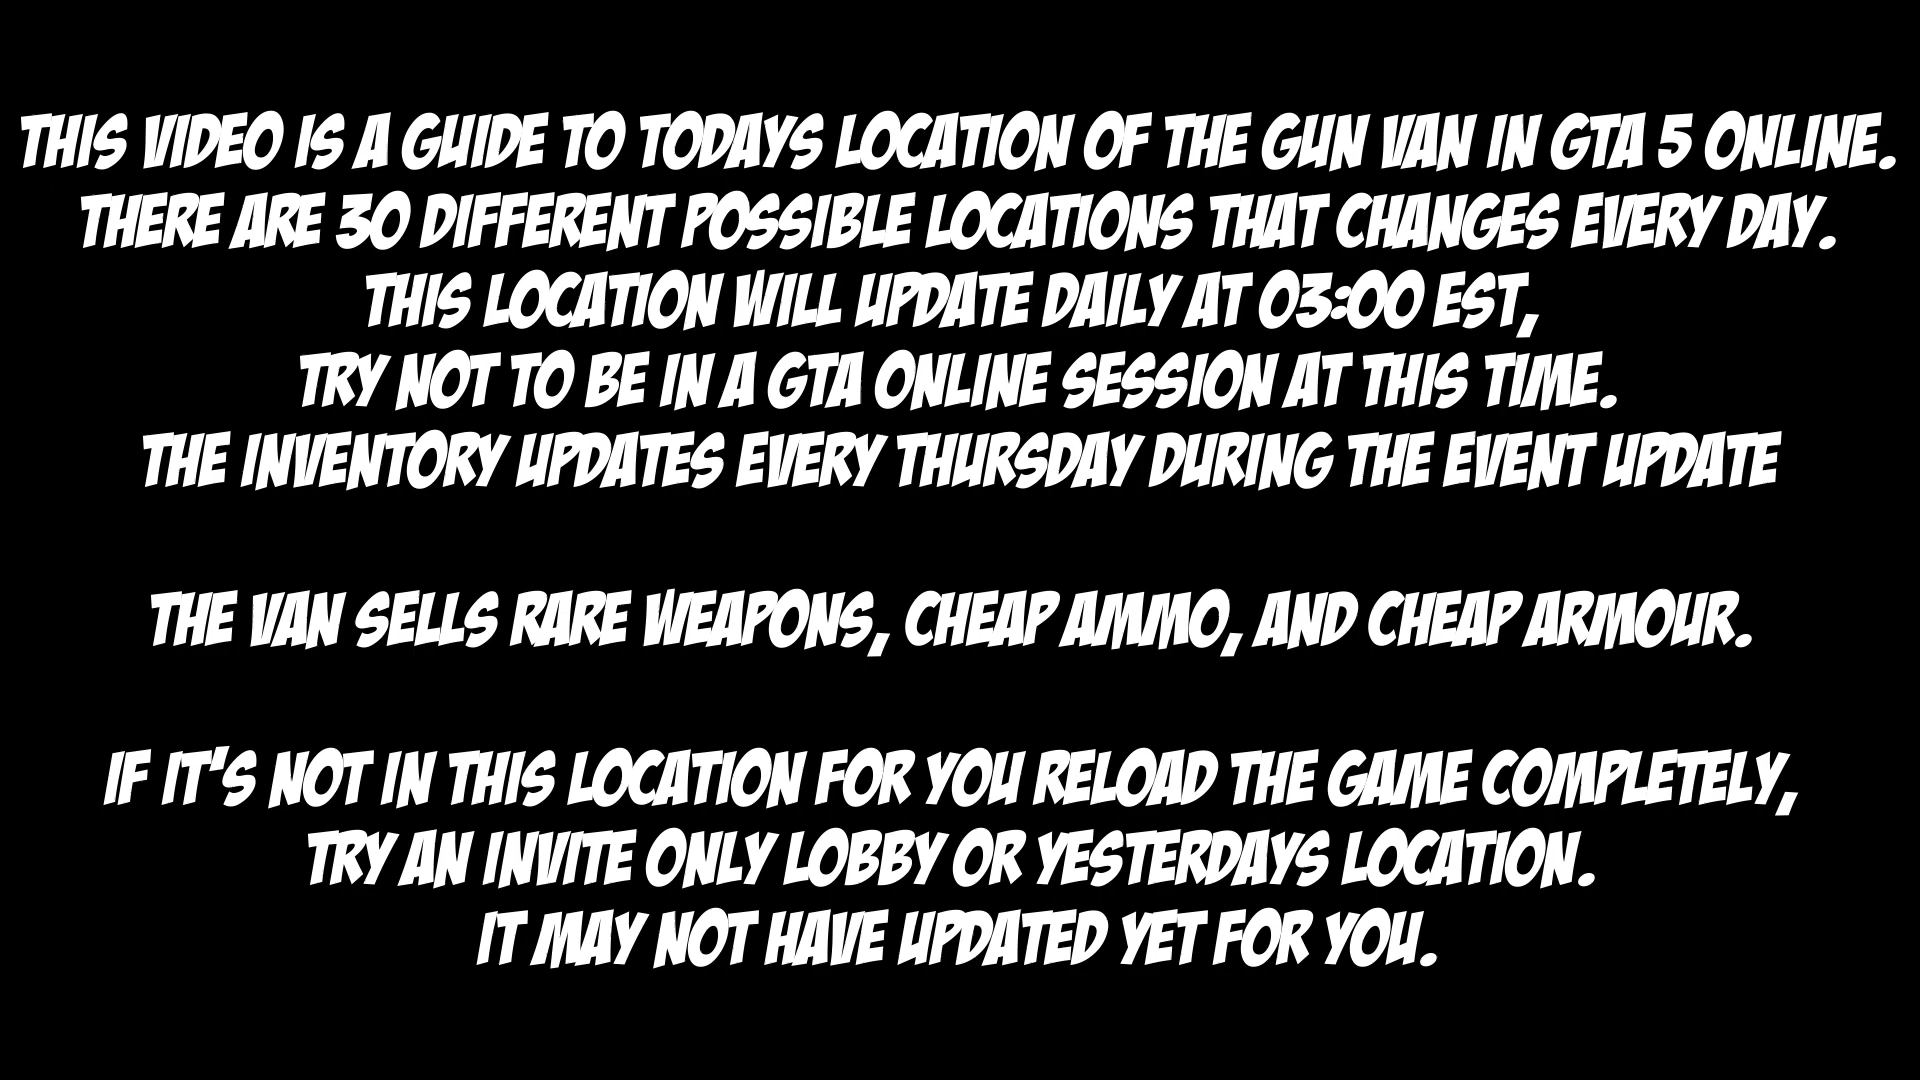 THIS VIDEO IS A GUIDE TO TODAYS LOCATION OF THE GUN VAN IN GTA 5 ONLINE.
THERE ARE 30 DIFFERENT POSSIBLE LOCATIONS THAT CHANGES EVERY DAY.
THIS LOCATION WILL UPDATE DAILY AT 03:00 EST,
TRY NOT TO BE IN A GTA ONLINE SESSION AT THIS TIME.
THE INVENTORY UPDATES EVERY THURSDAY DURING THE EVENT UPDATE
THE VAN SELLS RARE WEAPONS, CHEAP AMMO, AND CHEAP ARMOUR.
IF IT'S NOT IN THIS LOCATION FOR YOU RELOAD THE GAME COMPLETELY,
TRY AN INVITE ONLY LOBBY OR YESTERDAYS LOCATION.
IT MAY NOT HAVE UPDATED YET FOR YOU.